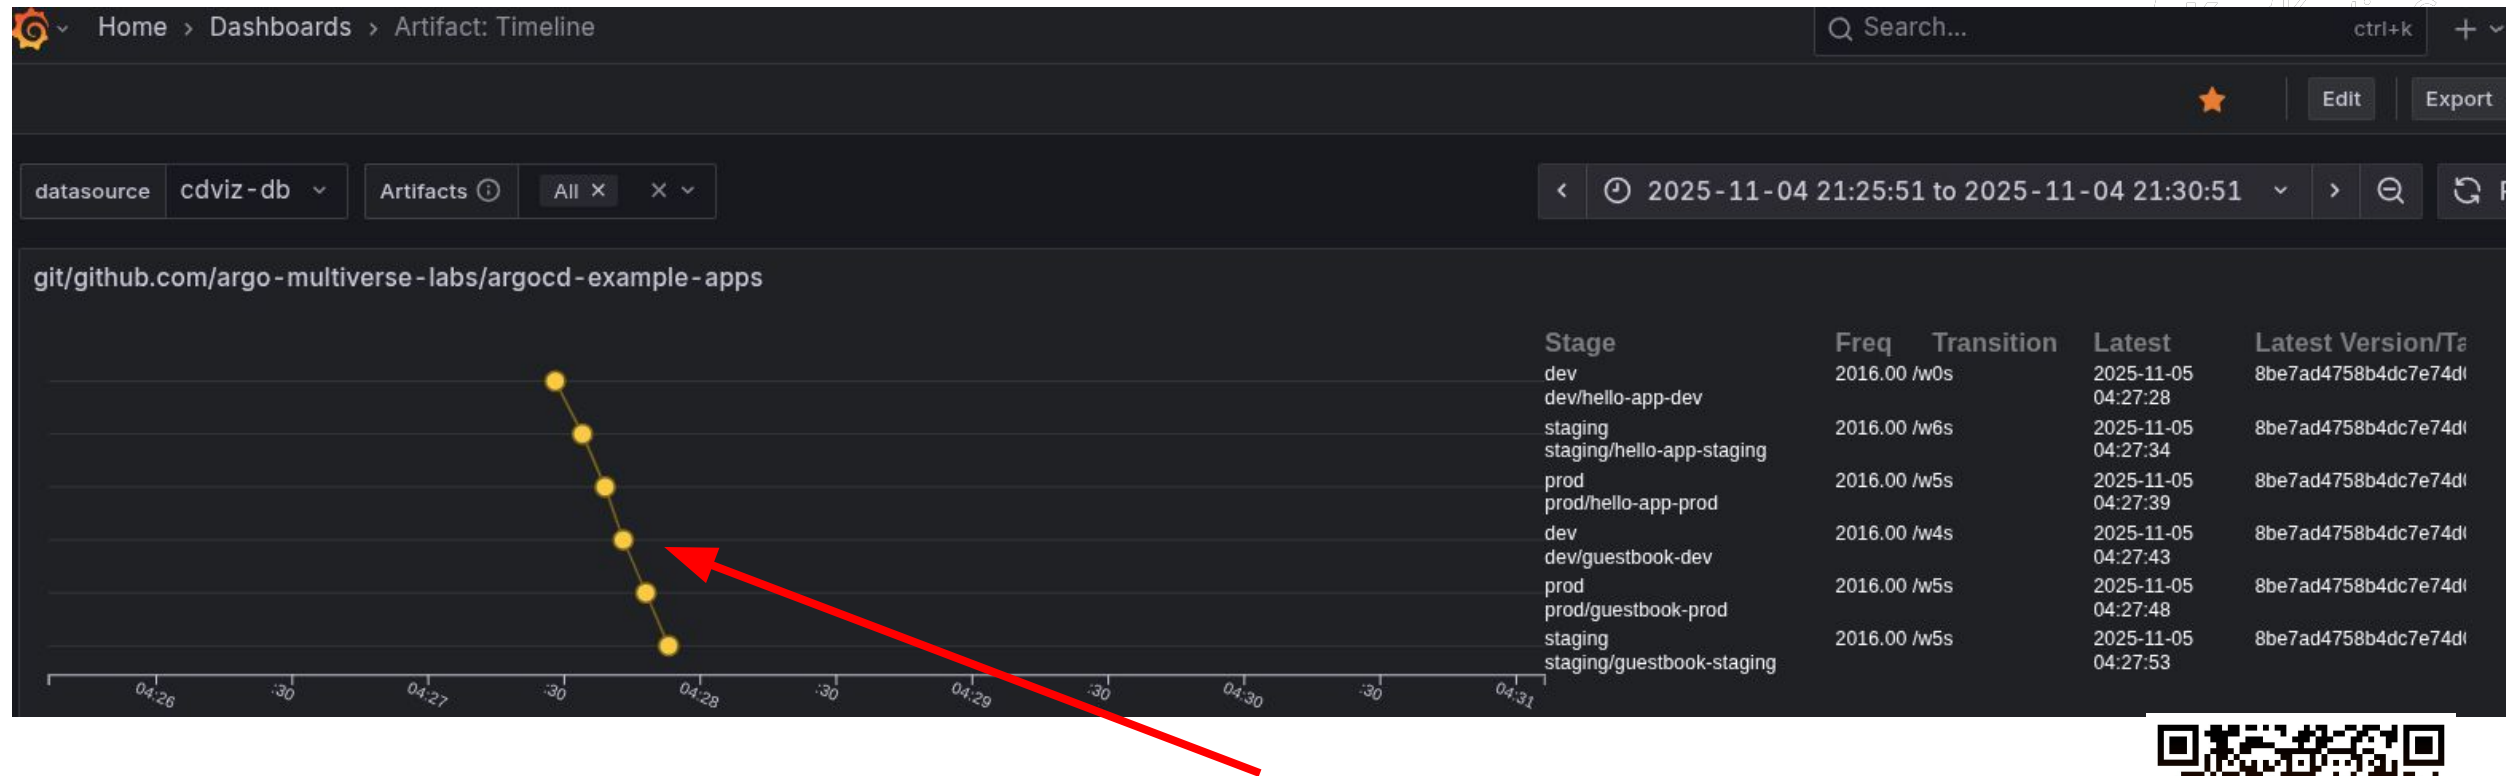 Home › Dashboards › Artifact: Timeline
Search... ctrl+k
Edit Export
datasource cdviz-db Artifacts All
2025-11-04 21:25:51 to 2025-11-04 21:30:51
git/github.com/argo-multiverse-labs/argocd-example-apps
Stage Freq Transition Latest Latest Version/Ta
dev 2016.00 /w0s 2025-11-05 8be7ad4758b4dc7e74d
dev/hello-app-dev 04:27:28
staging 2016.00 /w6s 2025-11-05 8be7ad4758b4dc7e74d
staging/hello-app-staging 04:27:34
prod 2016.00 /w5s 2025-11-05 8be7ad4758b4dc7e74d
prod/hello-app-prod 04:27:39
dev 2016.00 /w4s 2025-11-05 8be7ad4758b4dc7e74d
dev/guestbook-dev 04:27:43
prod 2016.00 /w5s 2025-11-05 8be7ad4758b4dc7e74d
prod/guestbook-prod 04:27:48
staging 2016.00 /w5s 2025-11-05 8be7ad4758b4dc7e74d
staging/guestbook-staging 04:27:53
04:26 :30 04:27 :30 04:28 :30 04:29 :30 04:30 :30 04:31